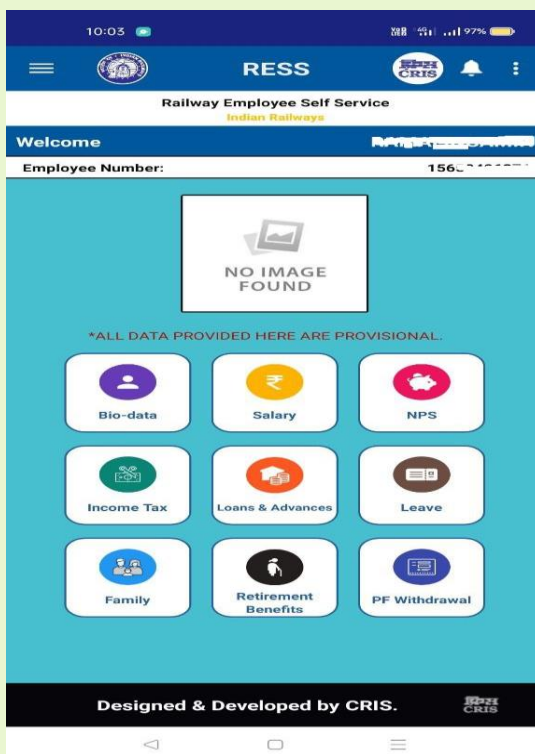 10:03
97%
RESS
क्रिस
CRIS
Railway Employee Self Service
Indian Railways
Welcome
Employee Number:
NO IMAGE
FOUND
*ALL DATA PROVIDED HERE ARE PROVISIONAL.
Bio-data
Salary
NPS
Income Tax
Loans & Advances
Leave
Family
Retirement
Benefits
PF Withdrawal
Designed & Developed by CRIS.
क्रिस
CRIS